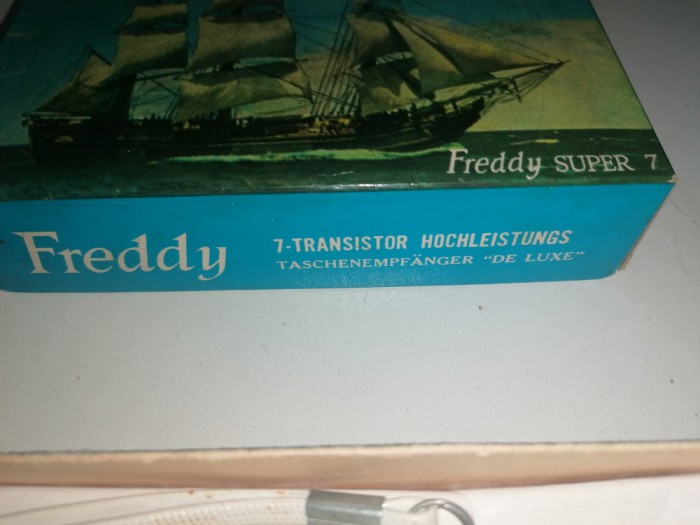 Freddy SUPER 7
Freddy
7-TRANSISTOR HOCHLEISTUNGS
TASCHENEMPFÄNGER "DE LUXE"